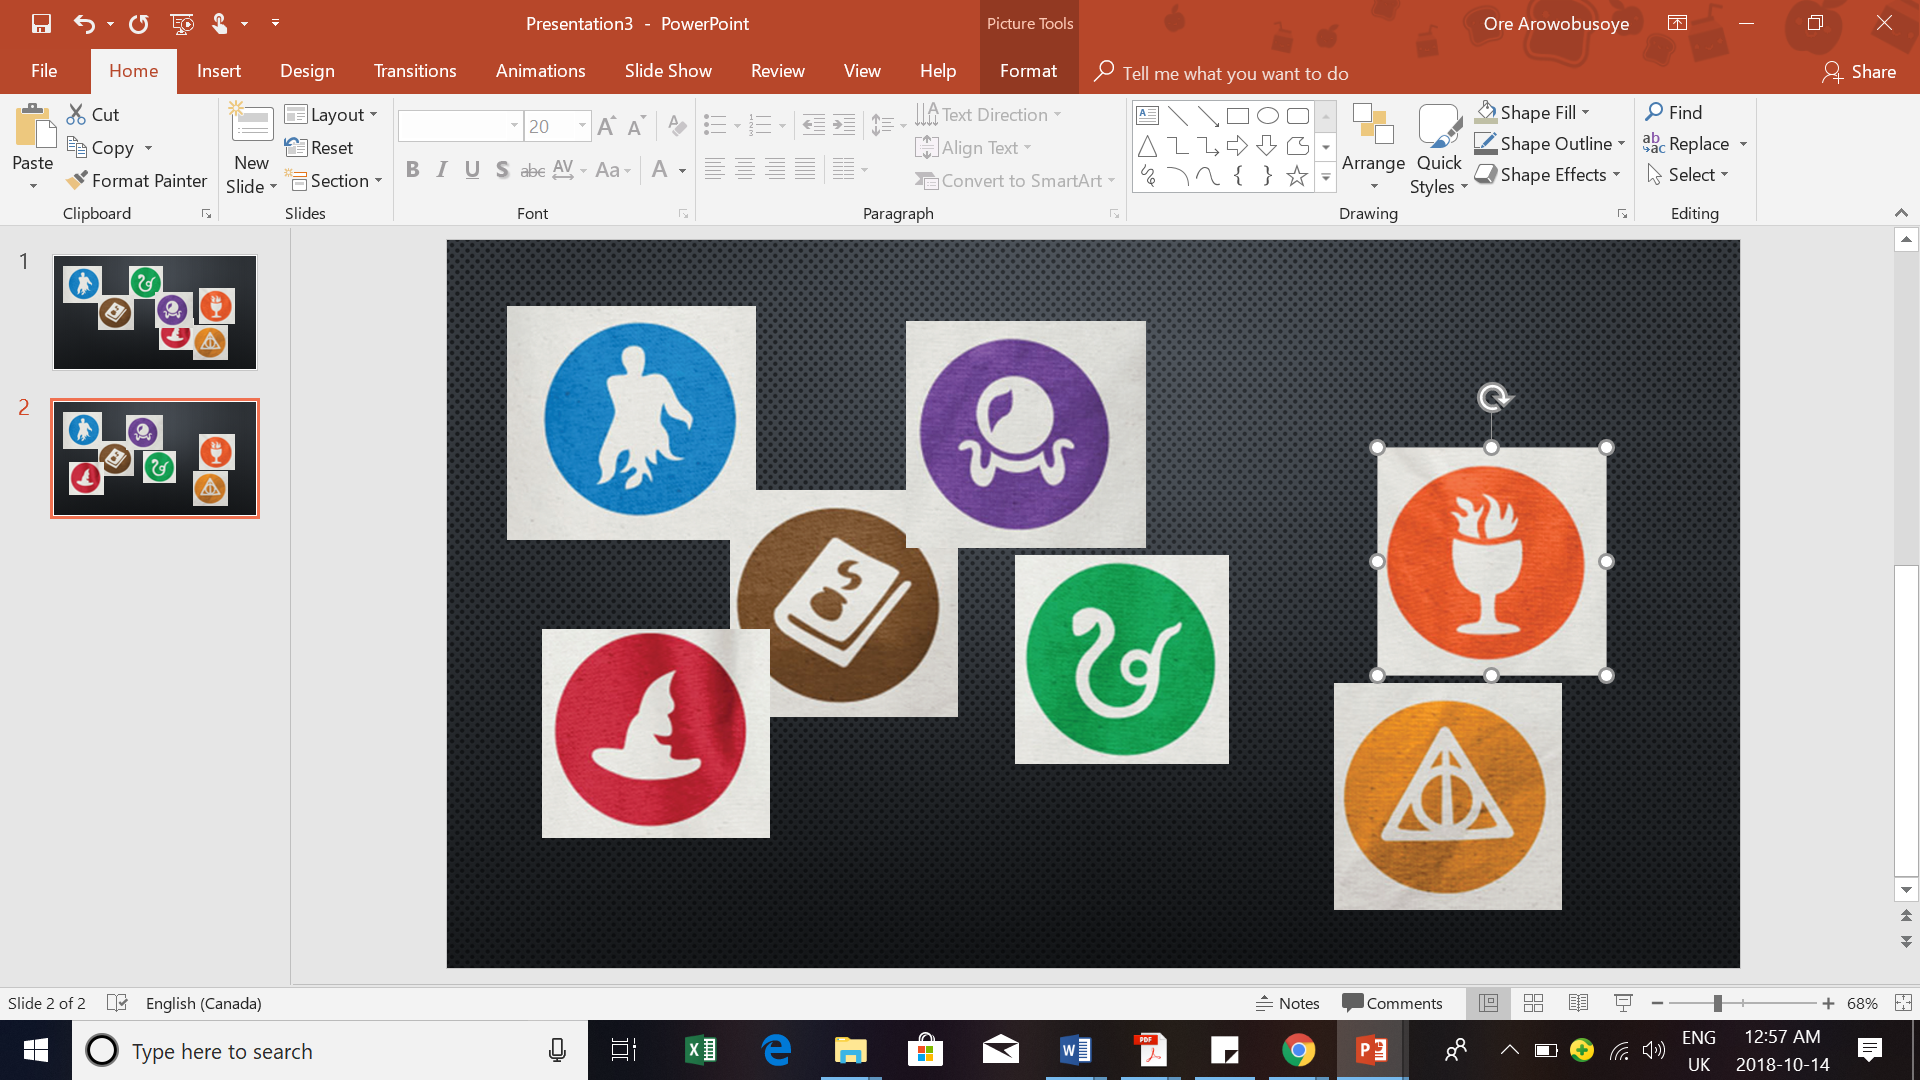 Presentation3 - PowerPoint
Picture Tools
Ore Arowobusoye
File Home Insert Design Transitions Animations Slide Show Review View Help Format Tell me what you want to do Share
Paste
Cut
Copy
Format Painter
Clipboard
New
Slide
Layout
Reset
Section
Slides
20
B I U S abc AV Aa A
Font
Text Direction
Align Text
Convert to SmartArt
Paragraph
Arrange
Quick
Styles
Shape Fill
Shape Outline
Shape Effects
Drawing
Find
Replace
Select
Editing
1
2
Slide 2 of 2 English (Canada) Notes Comments 68%
Type here to search
ENG
UK
12:57 AM
2018-10-14